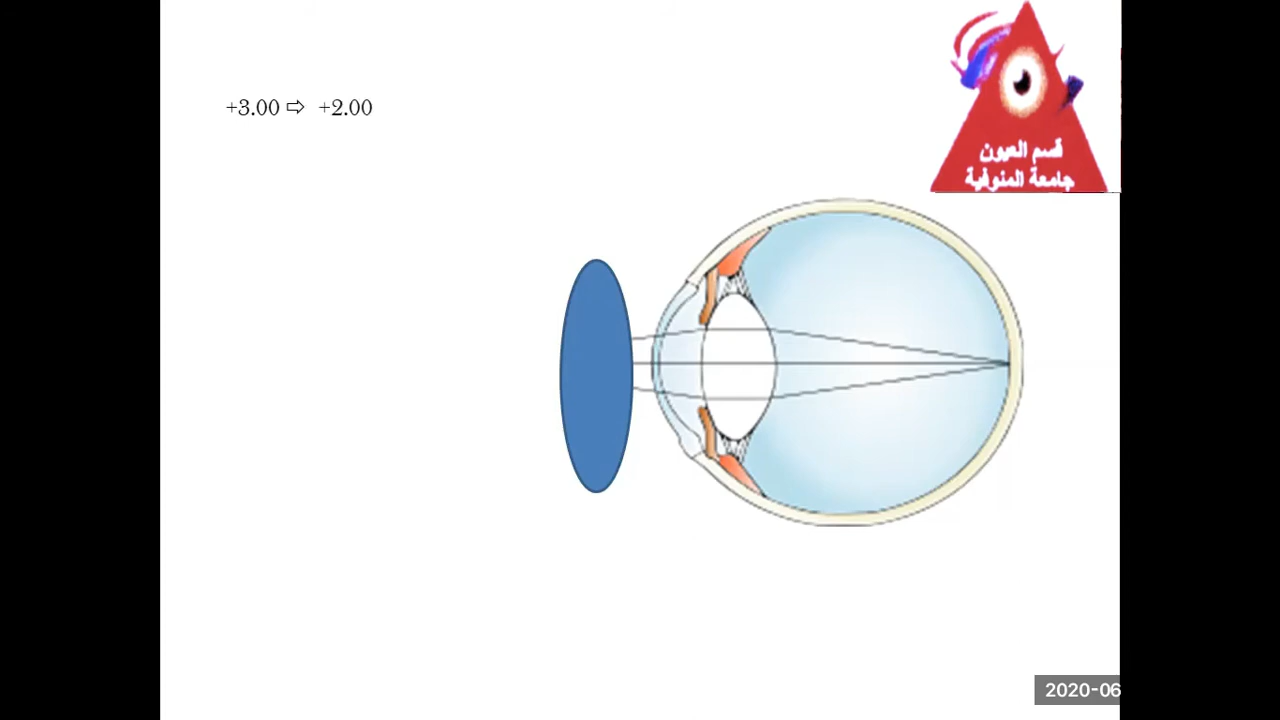 +3.00 ⇨ +2.00
قسم العيون
جامعة المنوفية
2020-06